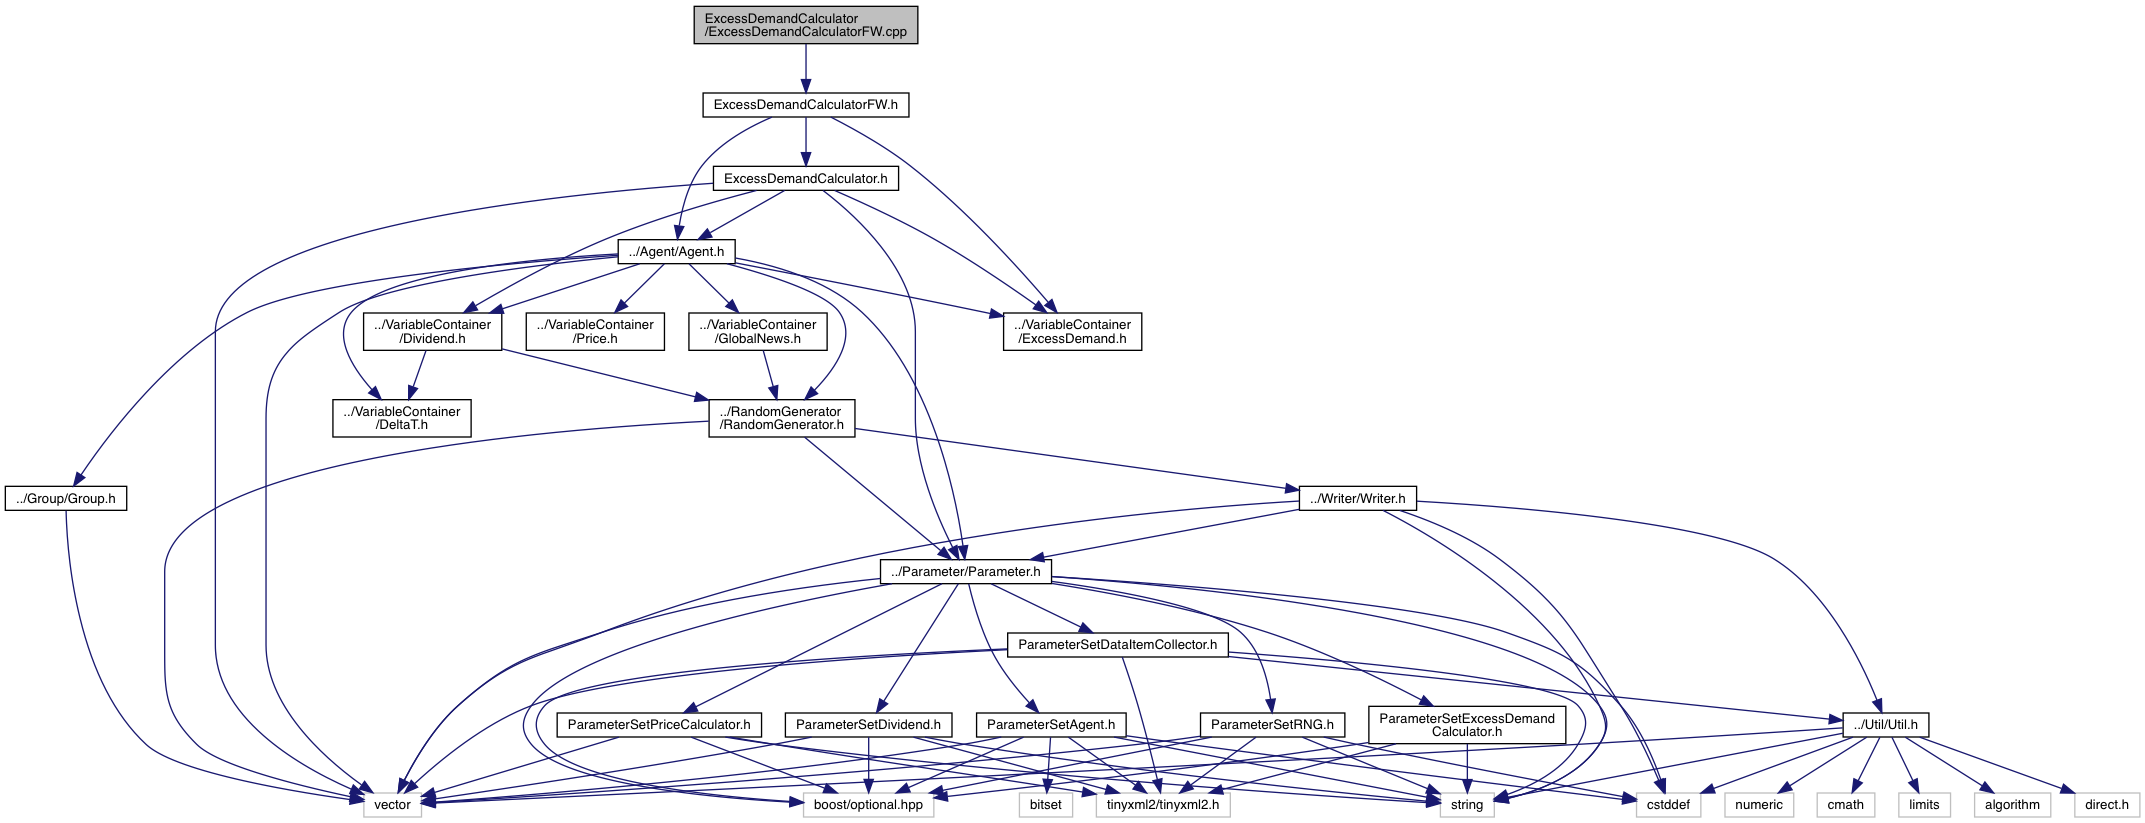 ExcessDemandCalculator
/ExcessDemandCalculatorFW.cpp
ExcessDemandCalculatorFW.h
ExcessDemandCalculator.h
../Agent/Agent.h
../VariableContainer
/Dividend.h
../VariableContainer
/Price.h
../VariableContainer
/GlobalNews.h
../VariableContainer
/ExcessDemand.h
../VariableContainer
/DeltaT.h
../RandomGenerator
/RandomGenerator.h
../Group/Group.h
../Writer/Writer.h
../Parameter/Parameter.h
ParameterSetDataItemCollector.h
ParameterSetPriceCalculator.h
ParameterSetDividend.h
ParameterSetAgent.h
ParameterSetRNG.h
ParameterSetExcessDemand
Calculator.h
../Util/Util.h
vector
boost/optional.hpp
bitset
tinyxml2/tinyxml2.h
string
cstddef
numeric
cmath
limits
algorithm
direct.h